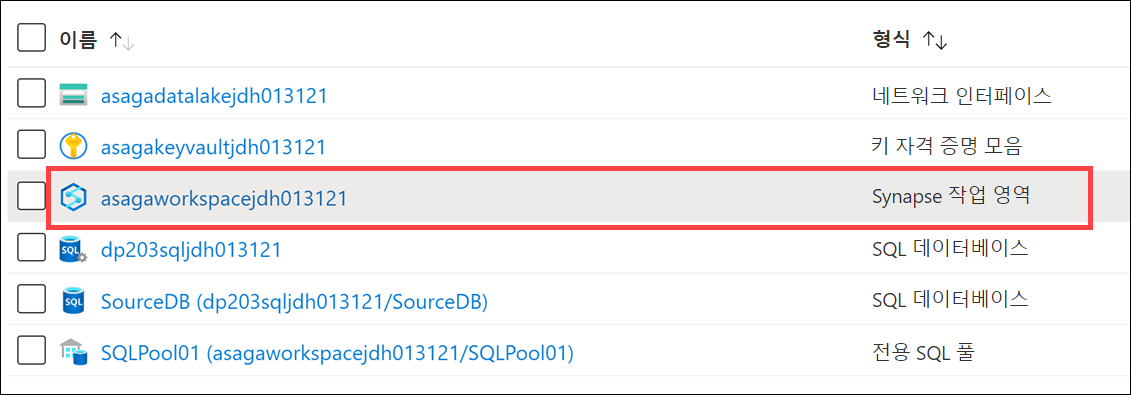 이름 ↑↓ 형식 ↑↓
asagadatalakejdh013121 네트워크 인터페이스
asagakeyvaultjdh013121 키 자격 증명 모음
asagaworkspacejdh013121 Synapse 작업 영역
SQL dp203sqljdh013121 SQL 데이터베이스
SQL SourceDB (dp203sqljdh013121/SourceDB) SQL 데이터베이스
SQLPool01 (asagaworkspacejdh013121/SQLPool01) 전용 SQL 풀